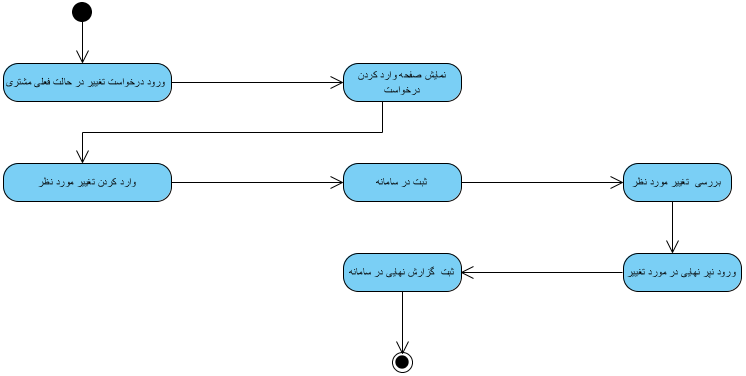 ورود درخواست تغییر در حالت فعلی مشتری
نمایش صفحه وارد کردن
درخواست
وارد کردن تغییر مورد نظر
ثبت در سامانه
بررسی تغییر مورد نظر
ورود نپر نهایی در مورد تغییر
ثبت گزارش نهایی در سامانه